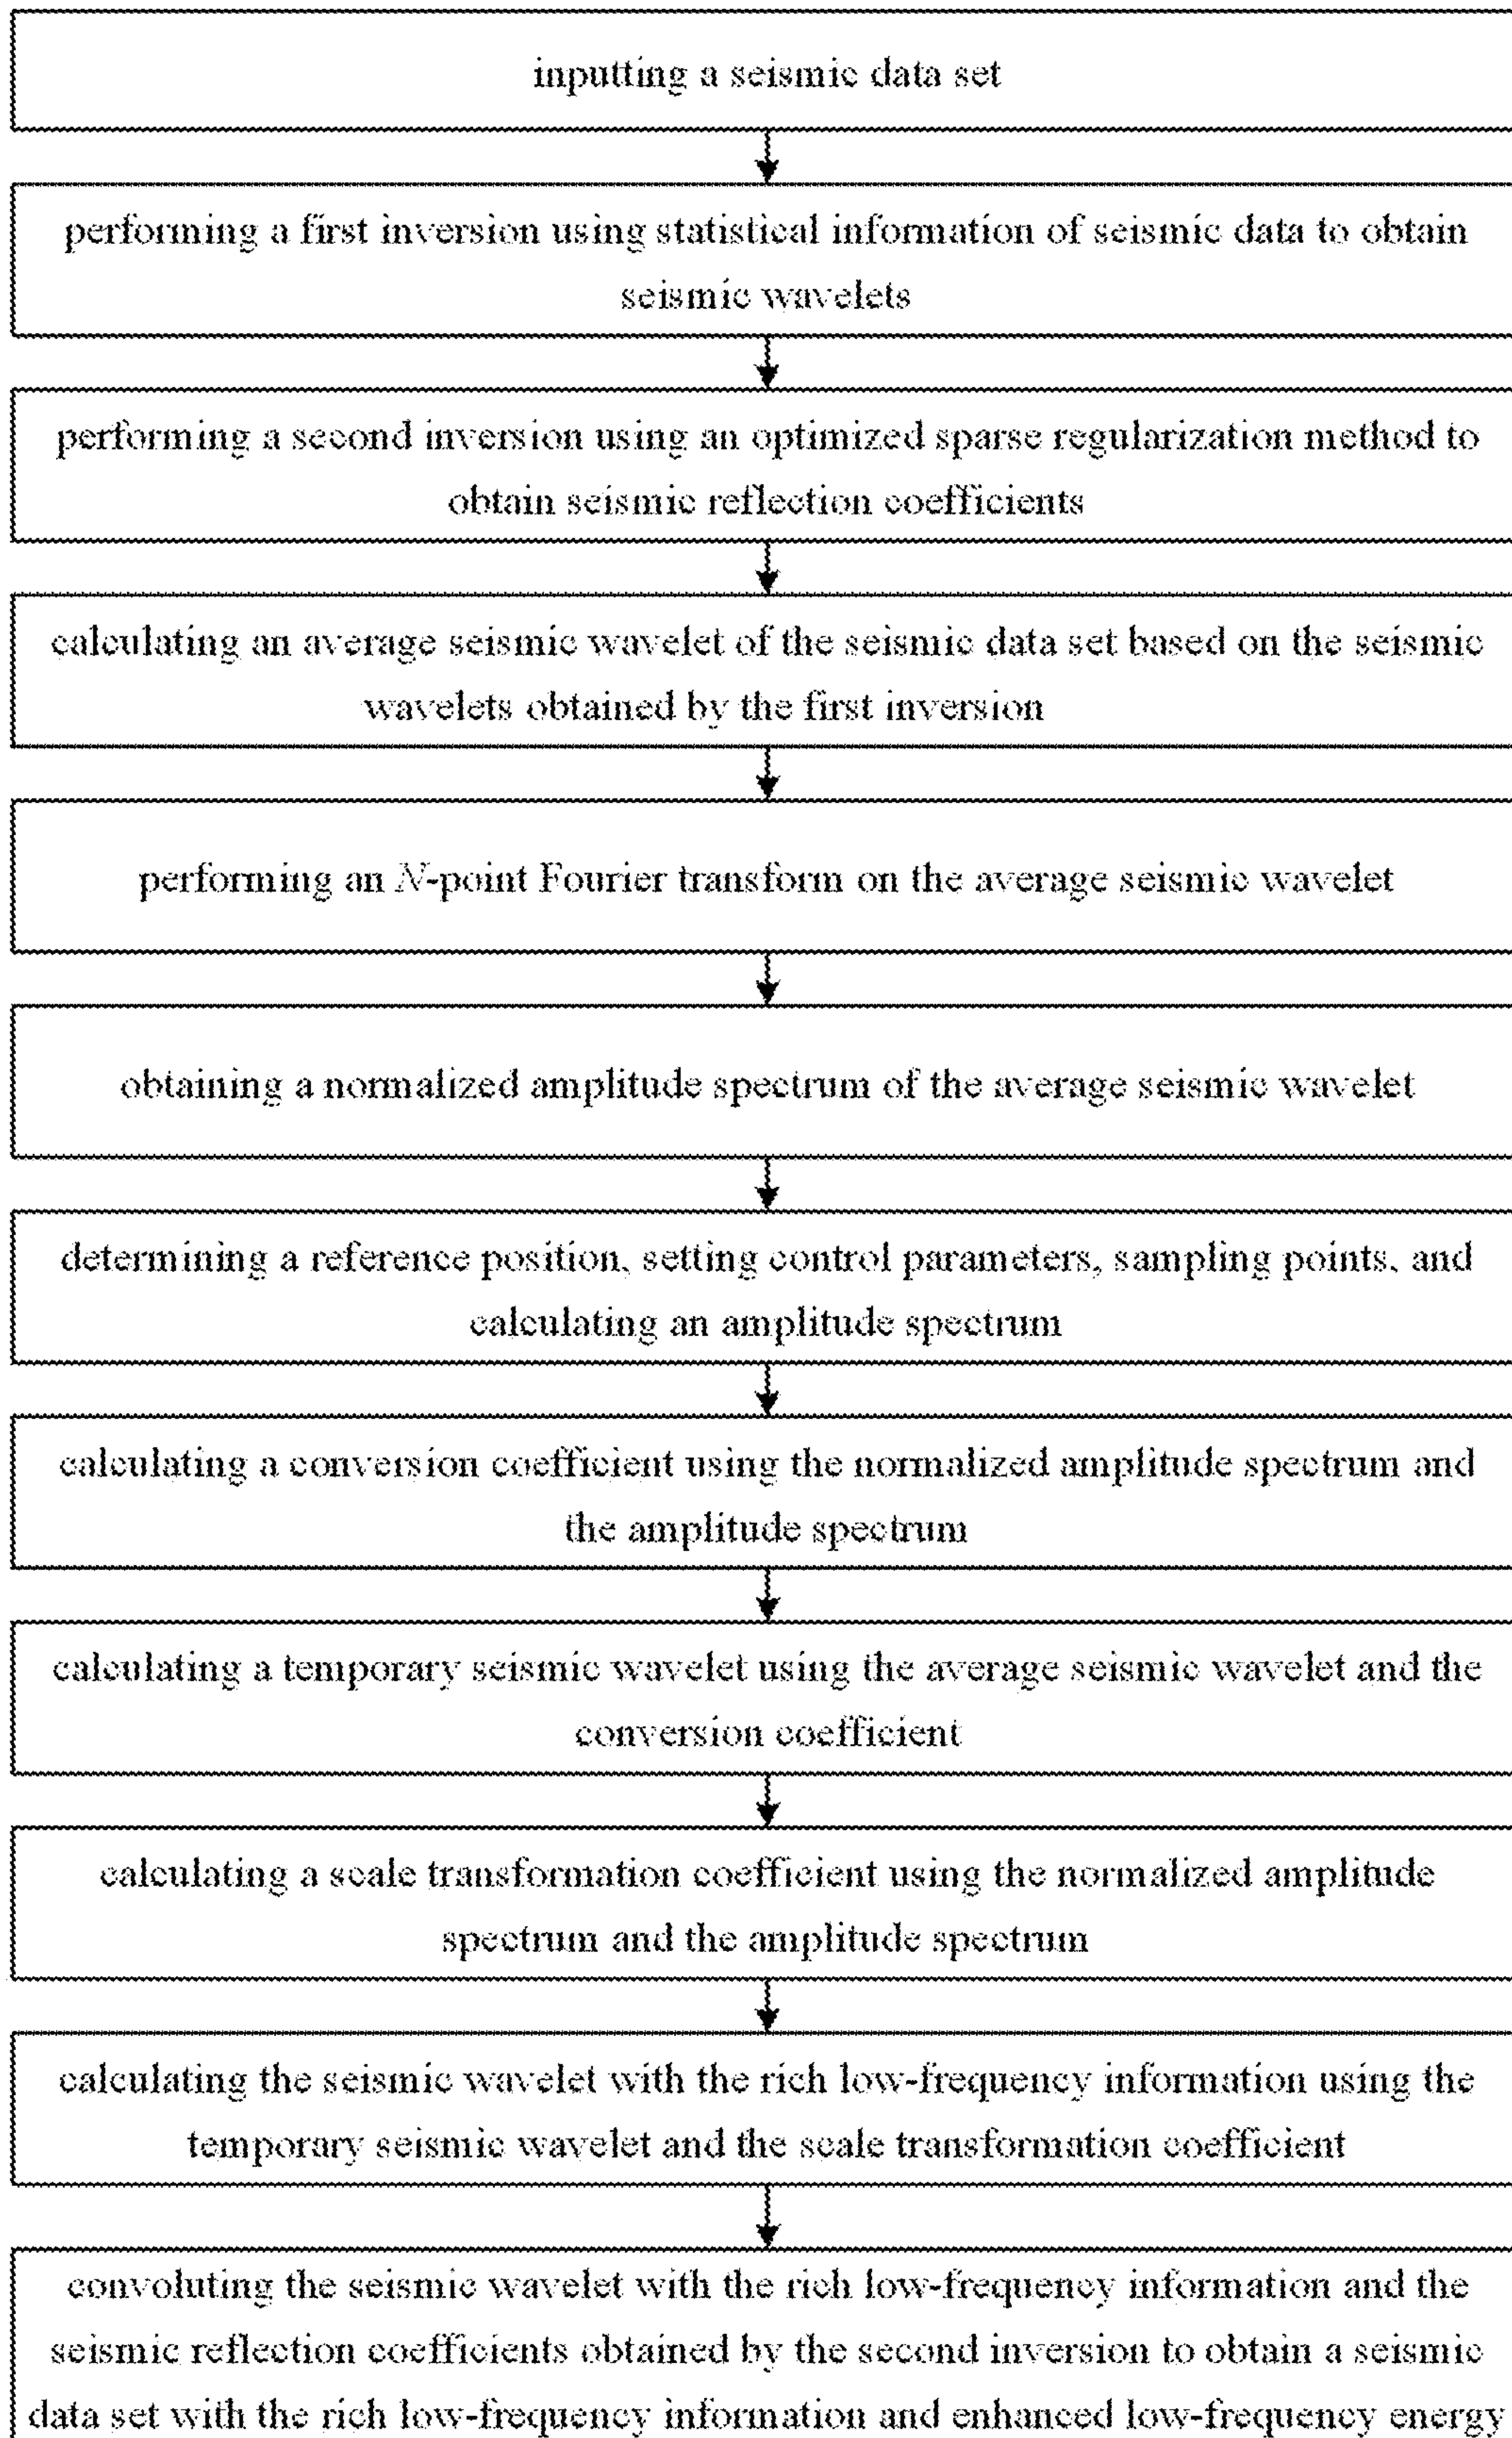 inputting a seismic data set
performing a first inversion using statistical information of seismic data to obtain
seismic wavelets
performing a second inversion using an optimized sparse regularization method to
obtain seismic reflection coefficients
calculating an average seismic wavelet of the seismic data set based on the seismic
wavelets obtained by the first inversion
performing an N-point Fourier transform on the average seismic wavelet
obtaining a normalized amplitude spectrum of the average seismic wavelet
determining a reference position, setting control parameters, sampling points, and
calculating an amplitude spectrum
calculating a conversion coefficient using the normalized amplitude spectrum and
the amplitude spectrum
calculating a temporary seismic wavelet using the average seismic wavelet and the
conversion coefficient
calculating a scale transformation coefficient using the normalized amplitude
spectrum and the amplitude spectrum
calculating the seismic wavelet with the rich low-frequency information using the
temporary seismic wavelet and the scale transformation coefficient
convoluting the seismic wavelet with the rich low-frequency information and the
seismic reflection coefficients obtained by the second inversion to obtain a seismic
data set with the rich low-frequency information and enhanced low-frequency energy